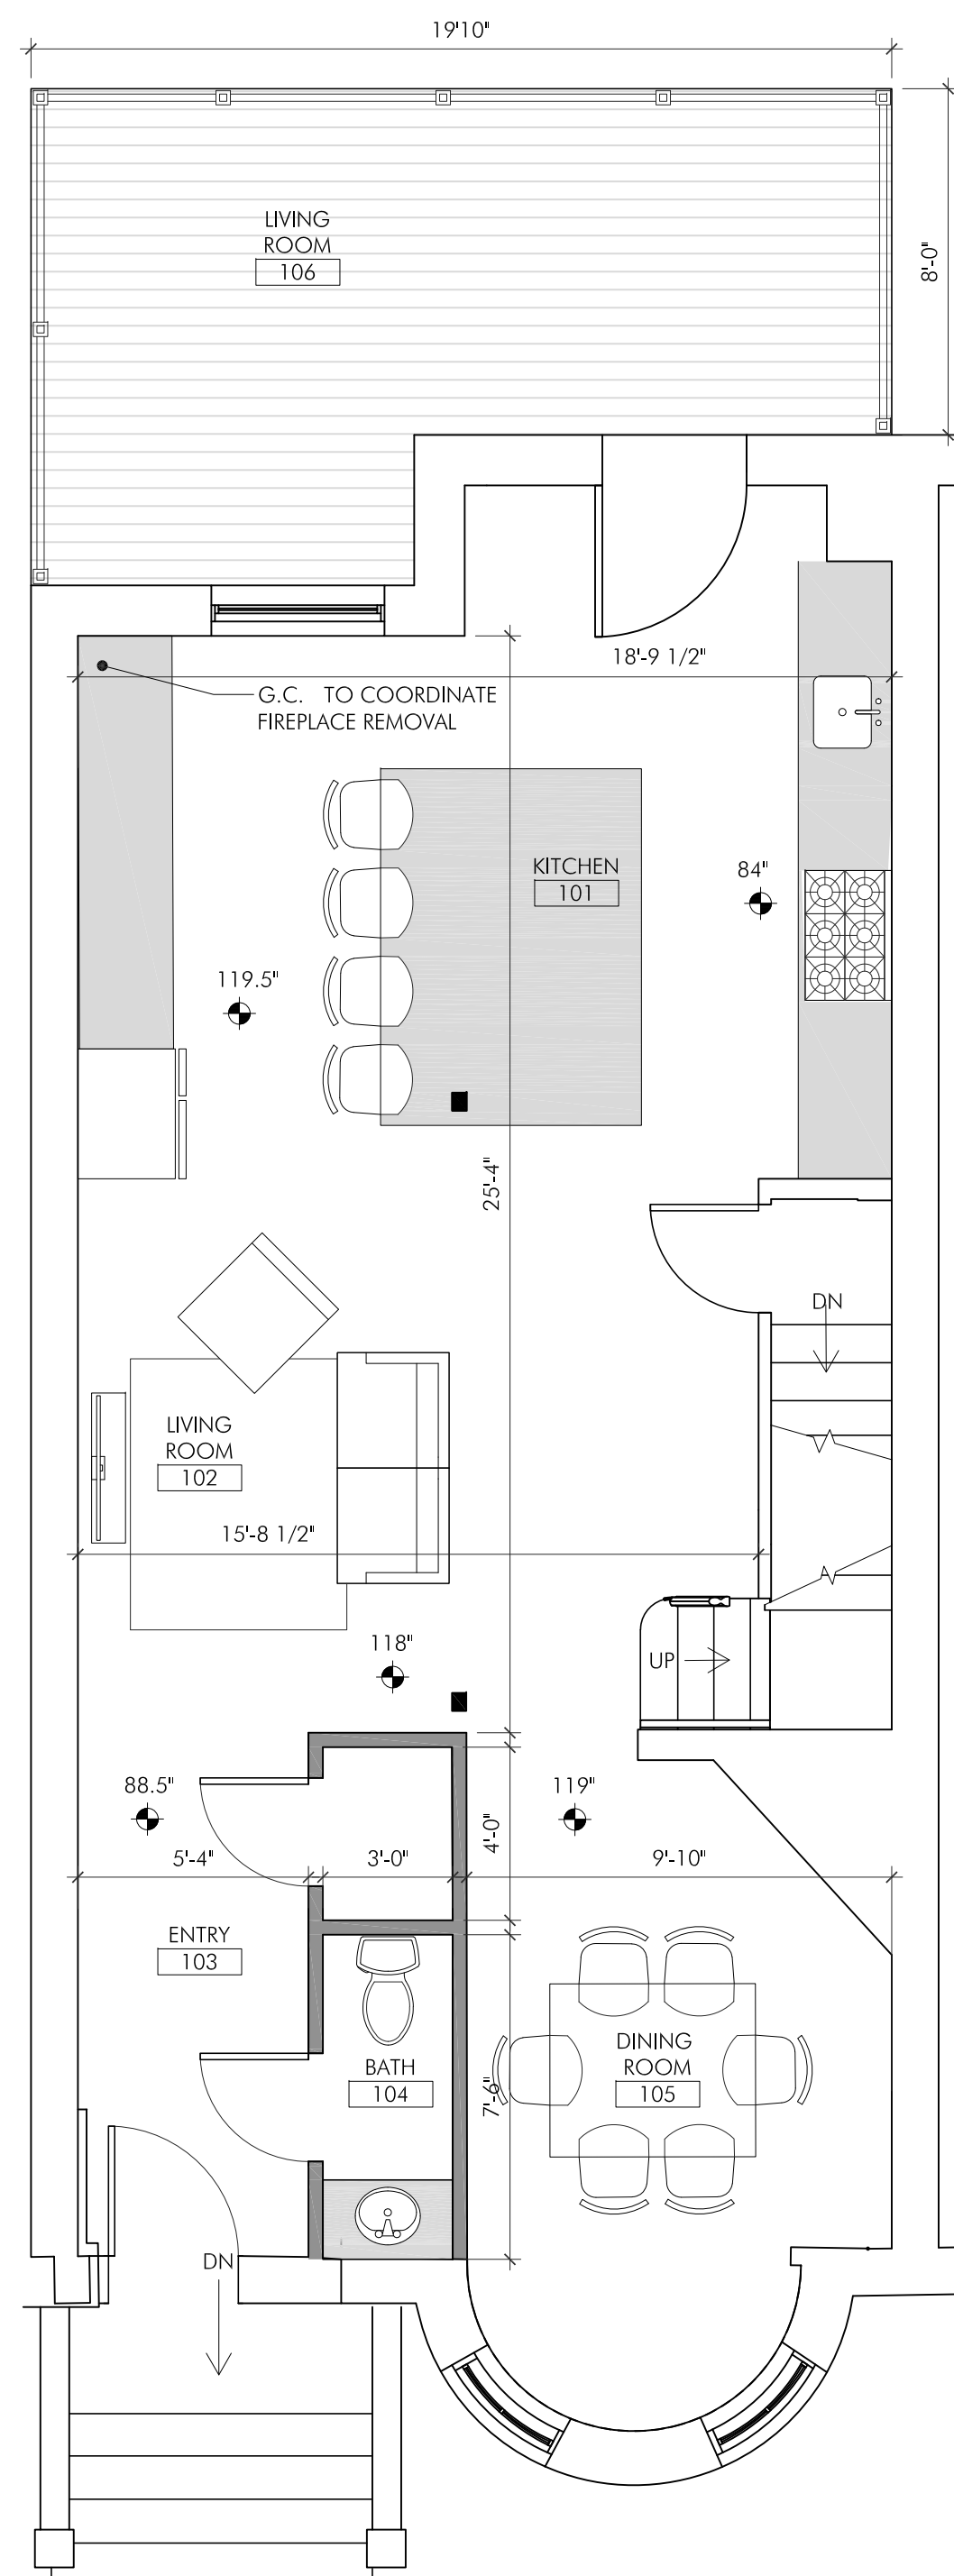 19'10"
8'-0"
LIVING
ROOM
106
18'-9 1/2"
G.C. TO COORDINATE
FIREPLACE REMOVAL
KITCHEN
101
84"
119.5"
25'-4"
DN
LIVING
ROOM
102
15'-8 1/2"
118"
UP
88.5"
119"
4'-0"
5'-4"
3'-0"
9'-10"
ENTRY
103
BATH
104
7'-6"
DINING
ROOM
105
DN